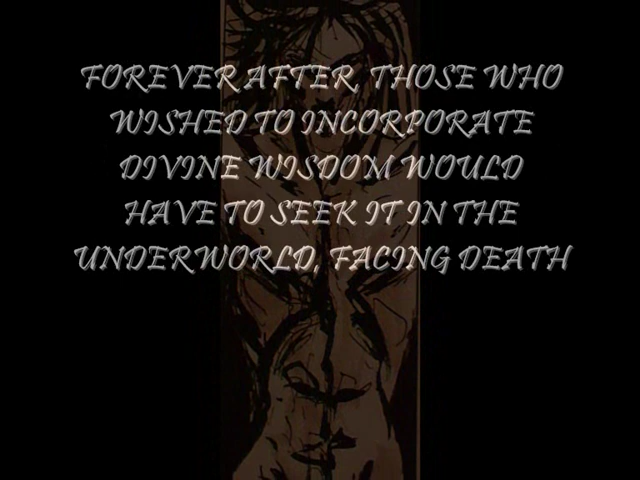 FOREVER AFTER, THOSE WHO
WISHED TO INCORPORATE
DIVINE WISDOM WOULD
HAVE TO SEEK IT IN THE
UNDERWORLD, FACING DEATH